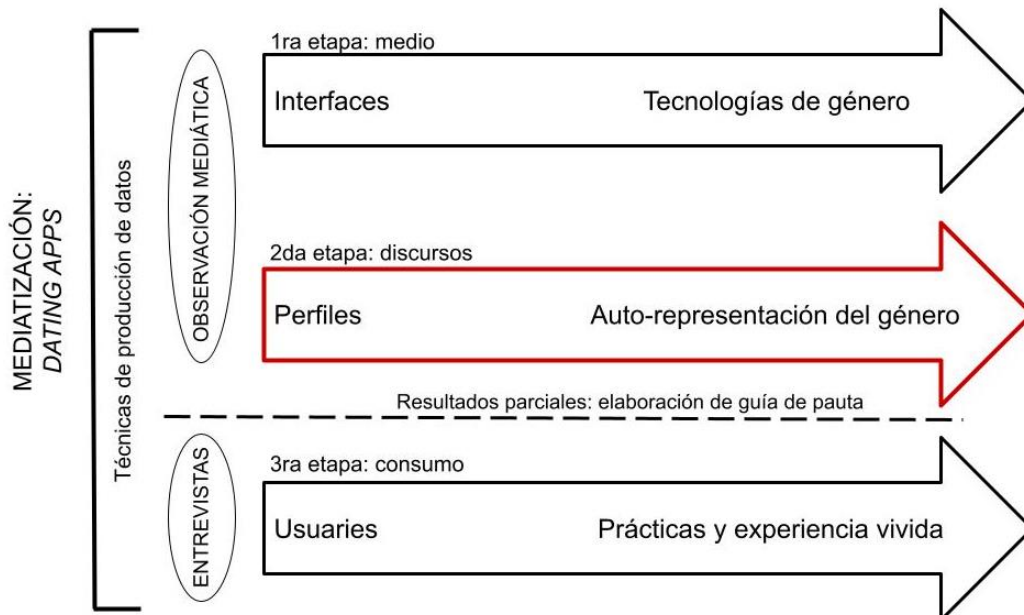 MEDIATIZACIÓN:
DATING APPS
Técnicas de producción de datos
OBSERVACIÓN MEDIÁTICA
1ra etapa: medio
Interfaces
Tecnologías de género
2da etapa: discursos
Perfiles
Auto-representación del género
Resultados parciales: elaboración de guía de pauta
ENTREVISTAS
3ra etapa: consumo
Usuaries
Prácticas y experiencia vivida